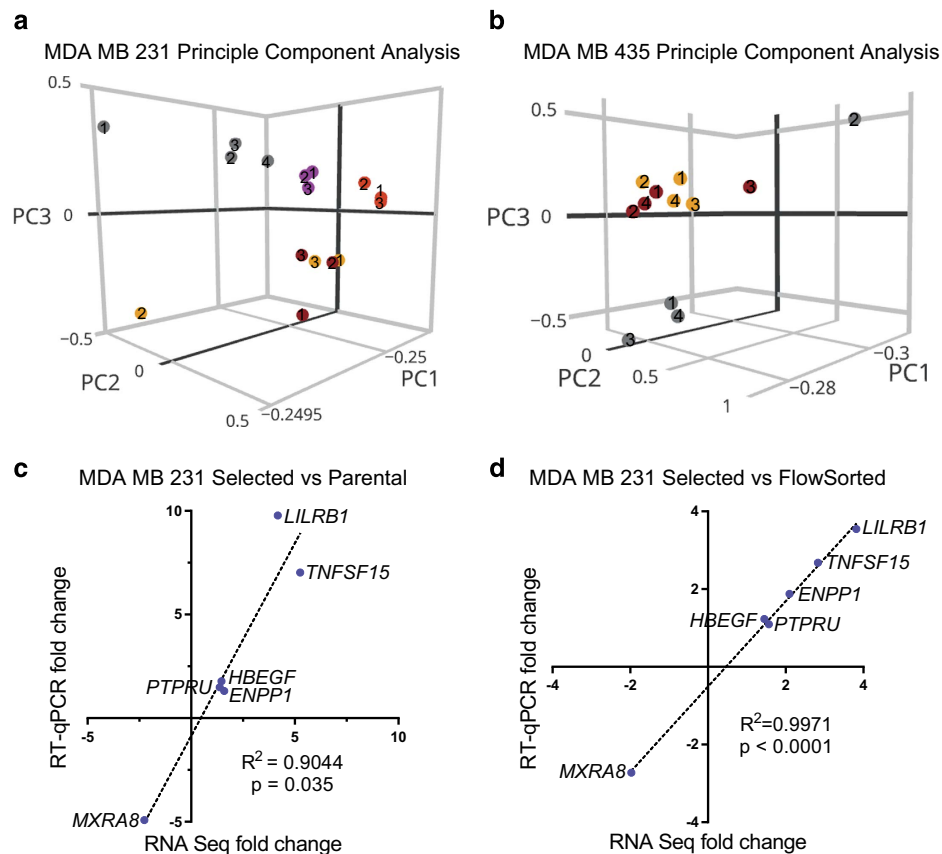 a
MDA MB 231 Principle Component Analysis
0.5
PC3
0
−0.5
PC2
0
0.5
−0.2495
−0.25
PC1
1
3
2
4
2
1
3
2
1
3
3
3
2
1
2
1
b
MDA MB 435 Principle Component Analysis
0.5
PC3
0
−0.5
0
PC2
0.5
1
−0.28
−0.3
PC1
2
2
1
1
3
4
4
3
2
1
4
3
c
MDA MB 231 Selected vs Parental
RT-qPCR fold change
10
5
-5
-5
5
10
LILRB1
TNFSF15
HBEGF
PTPRU
ENPP1
MXRA8
R2 = 0.9044
p = 0.035
RNA Seq fold change
d
MDA MB 231 Selected vs FlowSorted
RT-qPCR fold change
4
2
-2
-4
-4
-2
2
4
LILRB1
TNFSF15
ENPP1
HBEGF
PTPRU
MXRA8
R2=0.9971
p < 0.0001
RNA Seq fold change